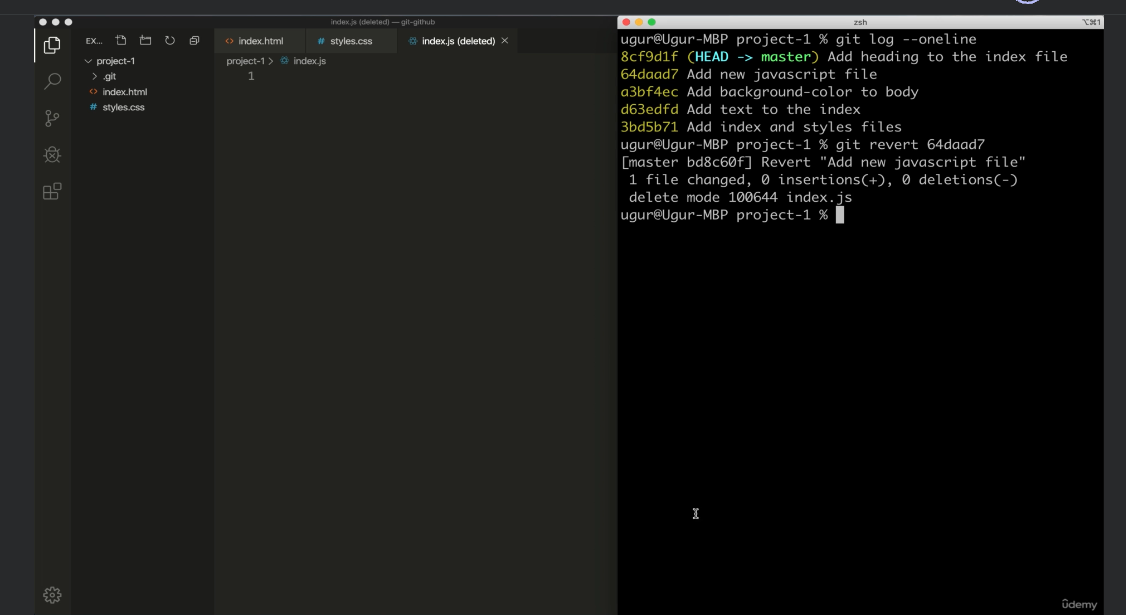 index.js (deleted) — git-github
EX...
index.html
# styles.css
index.js (deleted) ×
project-1
.git
index.html
# styles.css
project-1 > index.js
1
zsh
⌥⌘1
ugur@Ugur-MBP project-1 % git log --oneline
8cf9d1f (HEAD -> master) Add heading to the index file
64daad7 Add new javascript file
a3bf4ec Add background-color to body
d63edfd Add text to the index
3bd5b71 Add index and styles files
ugur@Ugur-MBP project-1 % git revert 64daad7
[master bd8c60f] Revert "Add new javascript file"
1 file changed, 0 insertions(+), 0 deletions(-)
delete mode 100644 index.js
ugur@Ugur-MBP project-1 %
ûdemy